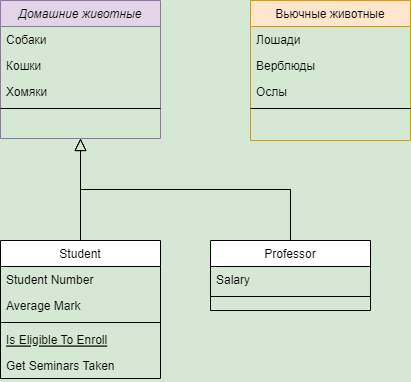 Домашние животные
Собаки
Кошки
Хомяки
Вьючные животные
Лошади
Верблюды
Ослы
Student
Student Number
Average Mark
Is Eligible To Enroll
Get Seminars Taken
Professor
Salary